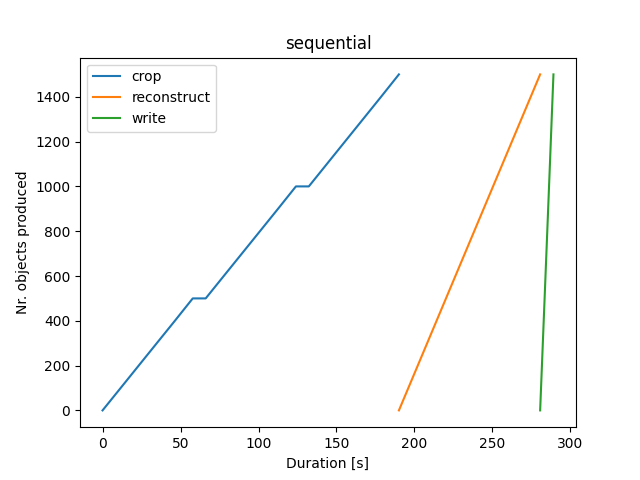 sequential
crop
reconstruct
write
Nr. objects produced
1400
1200
1000
800
600
400
200
0
0 50 100 150 200 250 300
Duration [s]